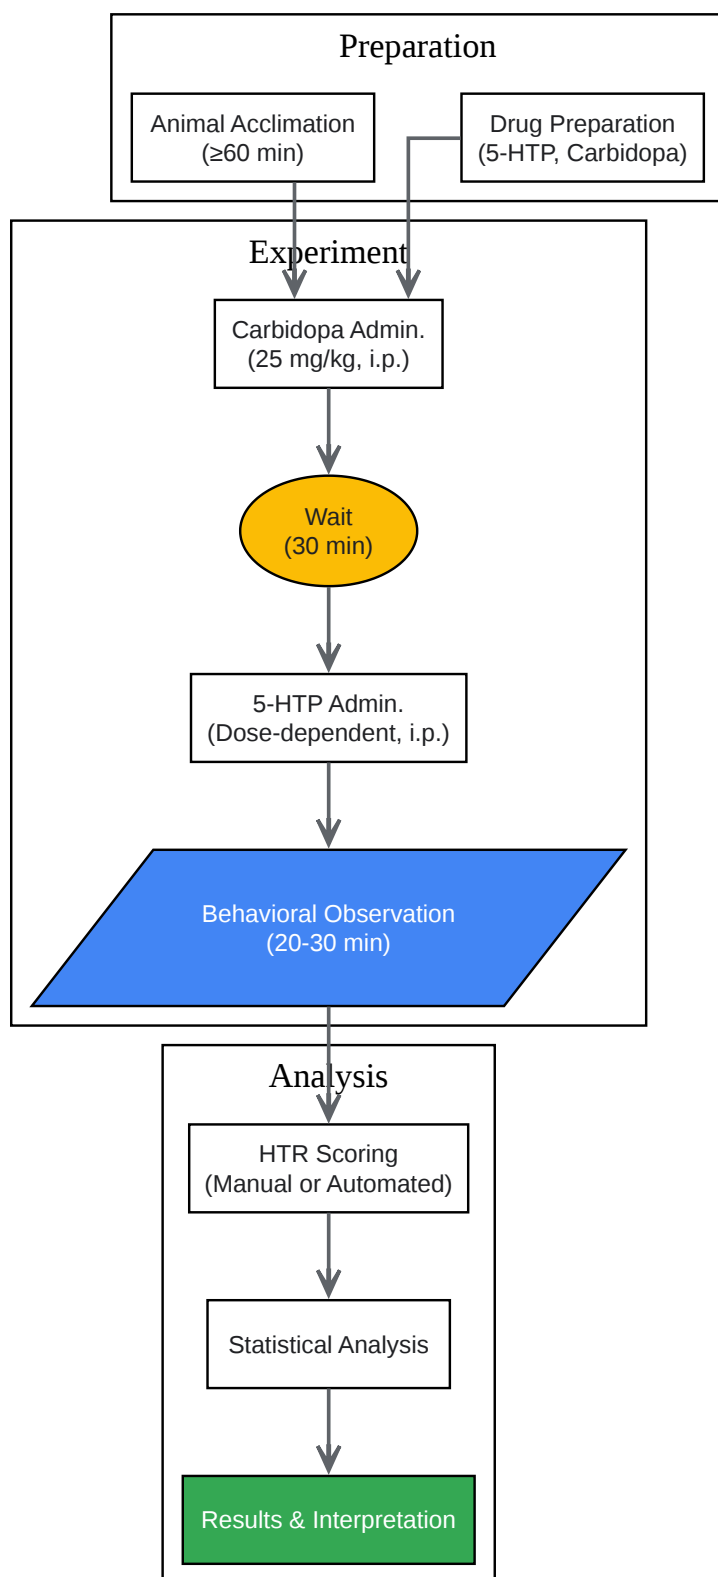 Preparation
Animal Acclimation
(≥60 min)
Drug Preparation
(5-HTP, Carbidopa)
Experiment
Carbidopa Admin.
(25 mg/kg, i.p.)
Wait
(30 min)
5-HTP Admin.
(Dose-dependent, i.p.)
Behavioral Observation
(20-30 min)
Analysis
HTR Scoring
(Manual or Automated)
Statistical Analysis
Results & Interpretation